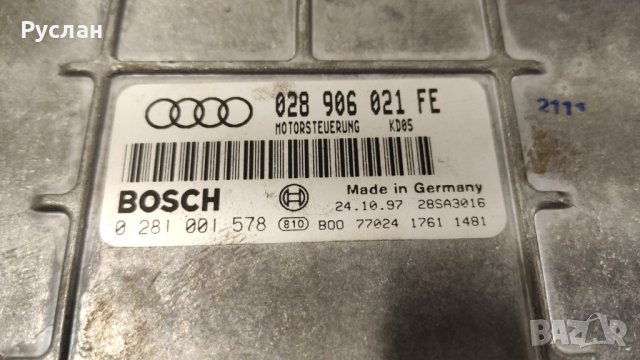 Руслан
028 906 021 FE
MOTORSTEUERUNG KD05
BOSCH
Made in Germany
24.10.97 28SA3016
0 281 001 578 810 B00 77024 1761 1481
2111
BAZAR